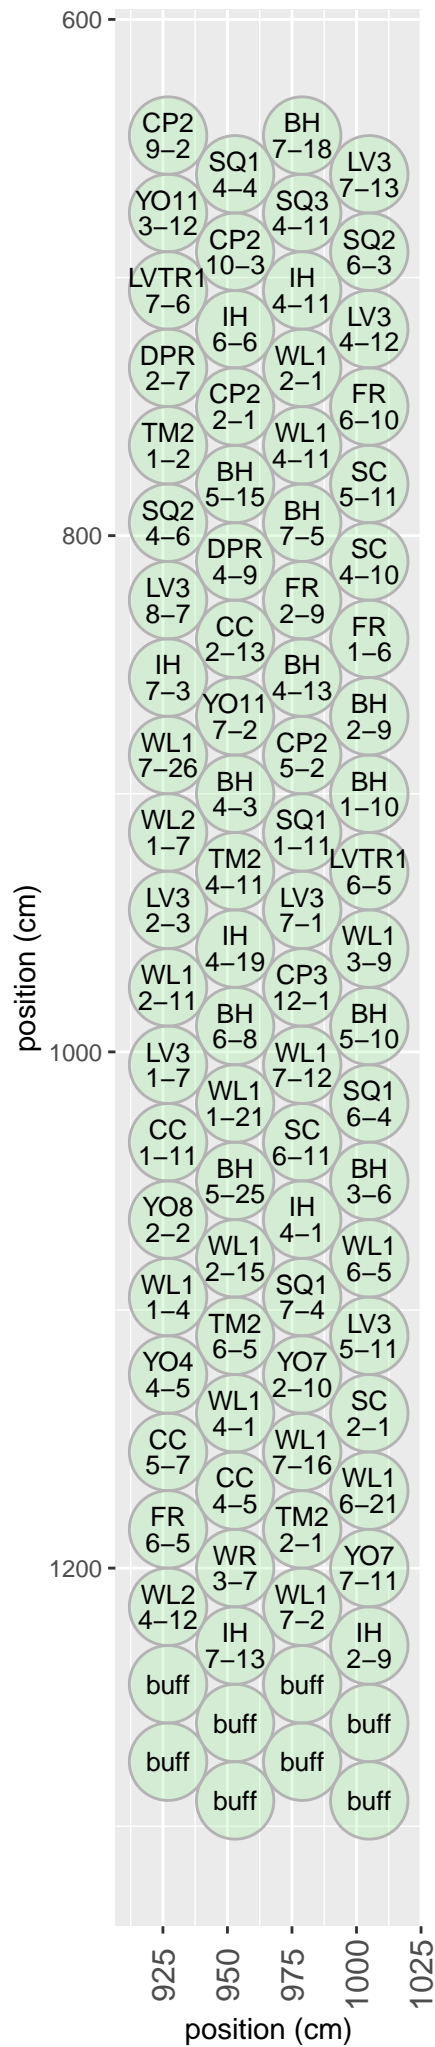 600
CP2
9−2
BH
7−18
SQ1
4−4
LV3
7−13
YO11
3−12
SQ3
4−11
CP2
10−3
SQ2
6−3
LVTR1
7−6
IH
4−11
IH
6−6
LV3
4−12
DPR
2−7
WL1
2−1
CP2
2−1
FR
6−10
TM2
1−2
WL1
4−11
BH
5−15
SC
5−11
SQ2
4−6
BH
7−5
800
DPR
4−9
SC
4−10
LV3
8−7
FR
2−9
CC
2−13
FR
1−6
IH
7−3
BH
4−13
YO11
7−2
BH
2−9
WL1
7−26
CP2
5−2
BH
4−3
BH
1−10
WL2
1−7
SQ1
1−11
TM2
4−11
LVTR1
6−5
LV3
2−3
LV3
7−1
IH
4−19
WL1
3−9
position (cm)
WL1
2−11
CP3
12−1
BH
6−8
BH
5−10
1000
LV3
1−7
WL1
7−12
WL1
1−21
SQ1
6−4
CC
1−11
SC
6−11
BH
5−25
BH
3−6
YO8
2−2
IH
4−1
WL1
2−15
WL1
6−5
WL1
1−4
SQ1
7−4
TM2
6−5
LV3
5−11
YO4
4−5
YO7
2−10
WL1
4−1
SC
2−1
CC
5−7
WL1
7−16
CC
4−5
WL1
6−21
FR
6−5
TM2
2−1
1200
WR
3−7
YO7
7−11
WL2
4−12
WL1
7−2
IH
7−13
IH
2−9
buff
buff
buff
buff
buff
buff
buff
buff
925
950
975
1000
1025
position (cm)